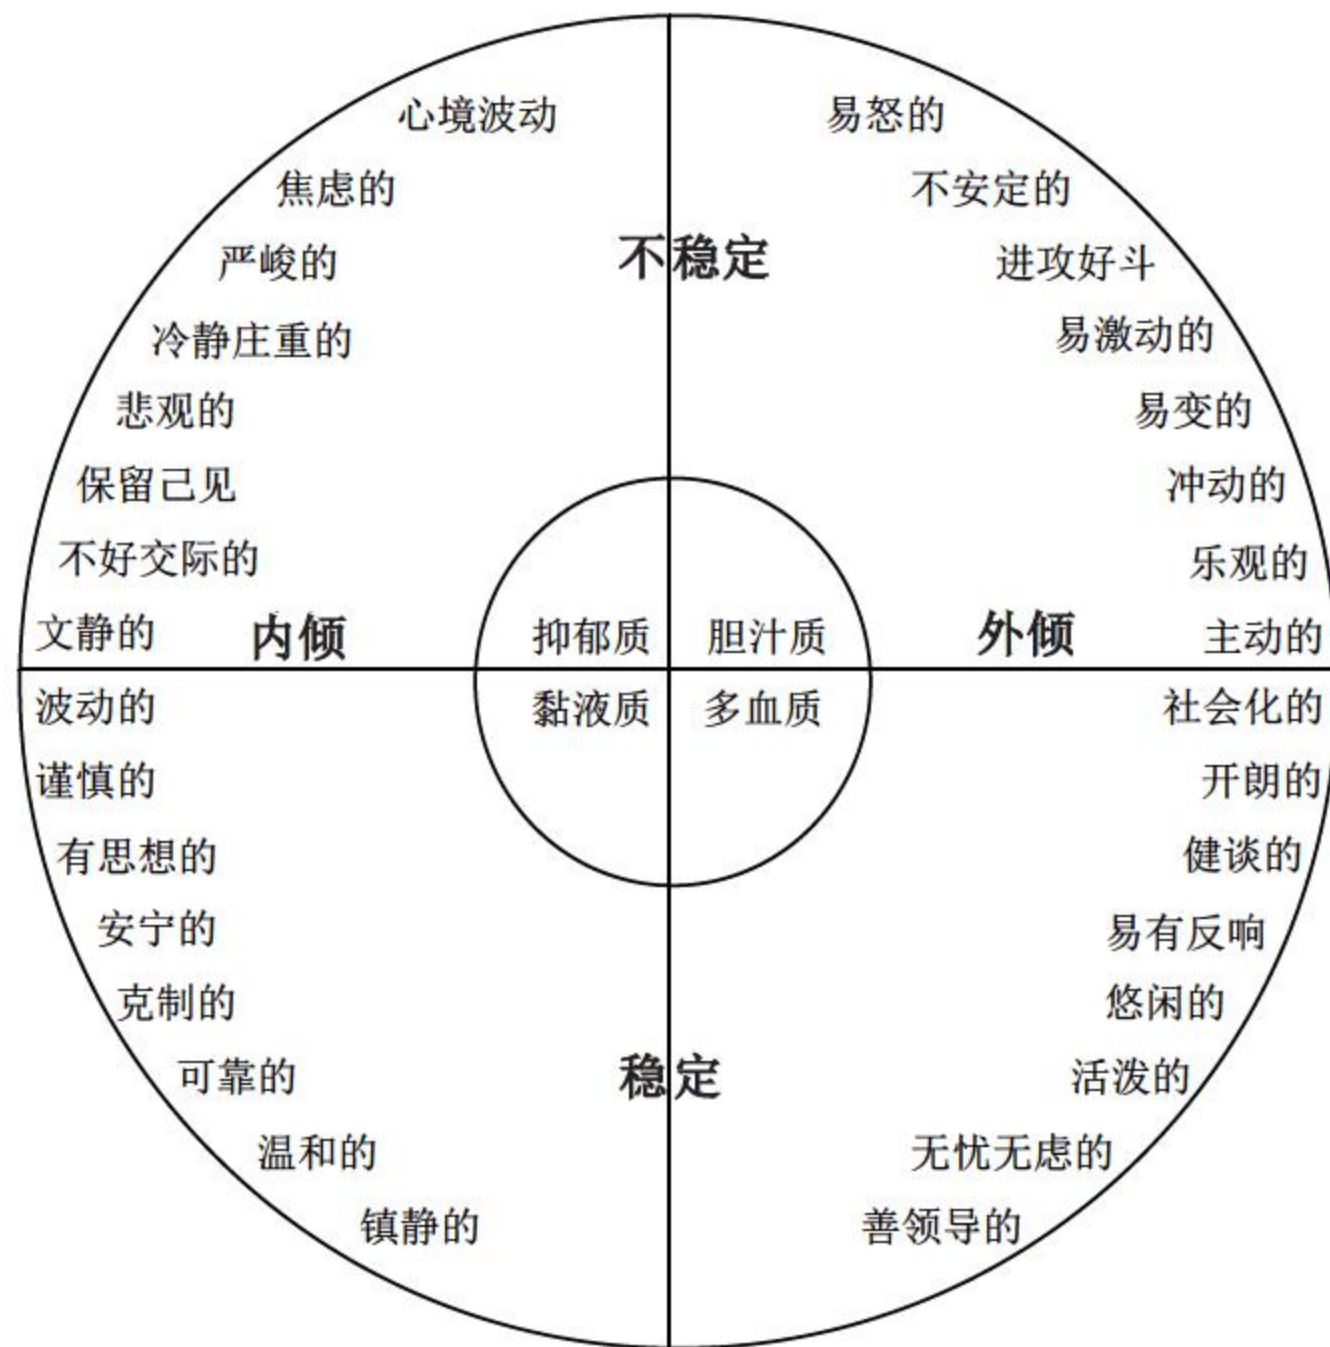 心境波动
易怒的
焦虑的
不安定的
严峻的
不稳定
进攻好斗
冷静庄重的
易激动的
悲观的
易变的
保留己见
冲动的
不好交际的
乐观的
文静的
内倾
抑郁质
胆汁质
外倾
主动的
波动的
黏液质
多血质
社会化的
谨慎的
开朗的
有思想的
健谈的
安宁的
易有反响
克制的
悠闲的
可靠的
稳定
活泼的
温和的
无忧无虑的
镇静的
善领导的